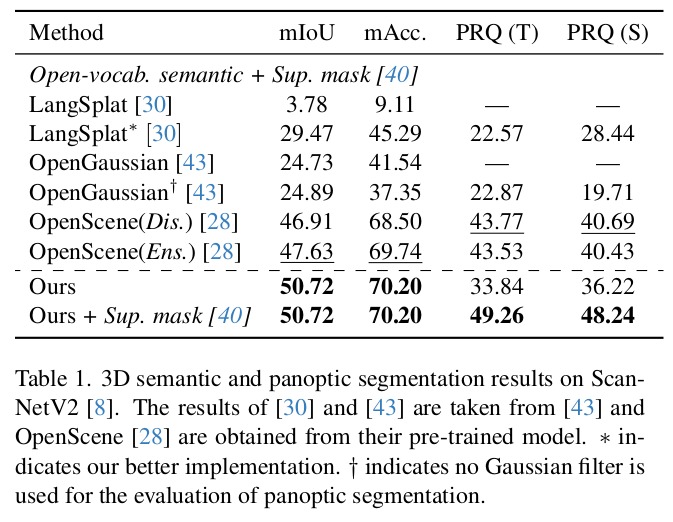 Method mIoU mAcc. PRQ (T) PRQ (S)
Open-vocab. semantic + Sup. mask [40]
LangSplat [30] 3.78 9.11 — —
LangSplat* [30] 29.47 45.29 22.57 28.44
OpenGaussian [43] 24.73 41.54 — —
OpenGaussian† [43] 24.89 37.35 22.87 19.71
OpenScene(Dis.) [28] 46.91 68.50 43.77 40.69
OpenScene(Ens.) [28] 47.63 69.74 43.53 40.43
Ours 50.72 70.20 33.84 36.22
Ours + Sup. mask [40] 50.72 70.20 49.26 48.24
Table 1. 3D semantic and panoptic segmentation results on Scan-
NetV2 [8]. The results of [30] and [43] are taken from [43] and
OpenScene [28] are obtained from their pre-trained model. * in-
dicates our better implementation. † indicates no Gaussian filter is
used for the evaluation of panoptic segmentation.